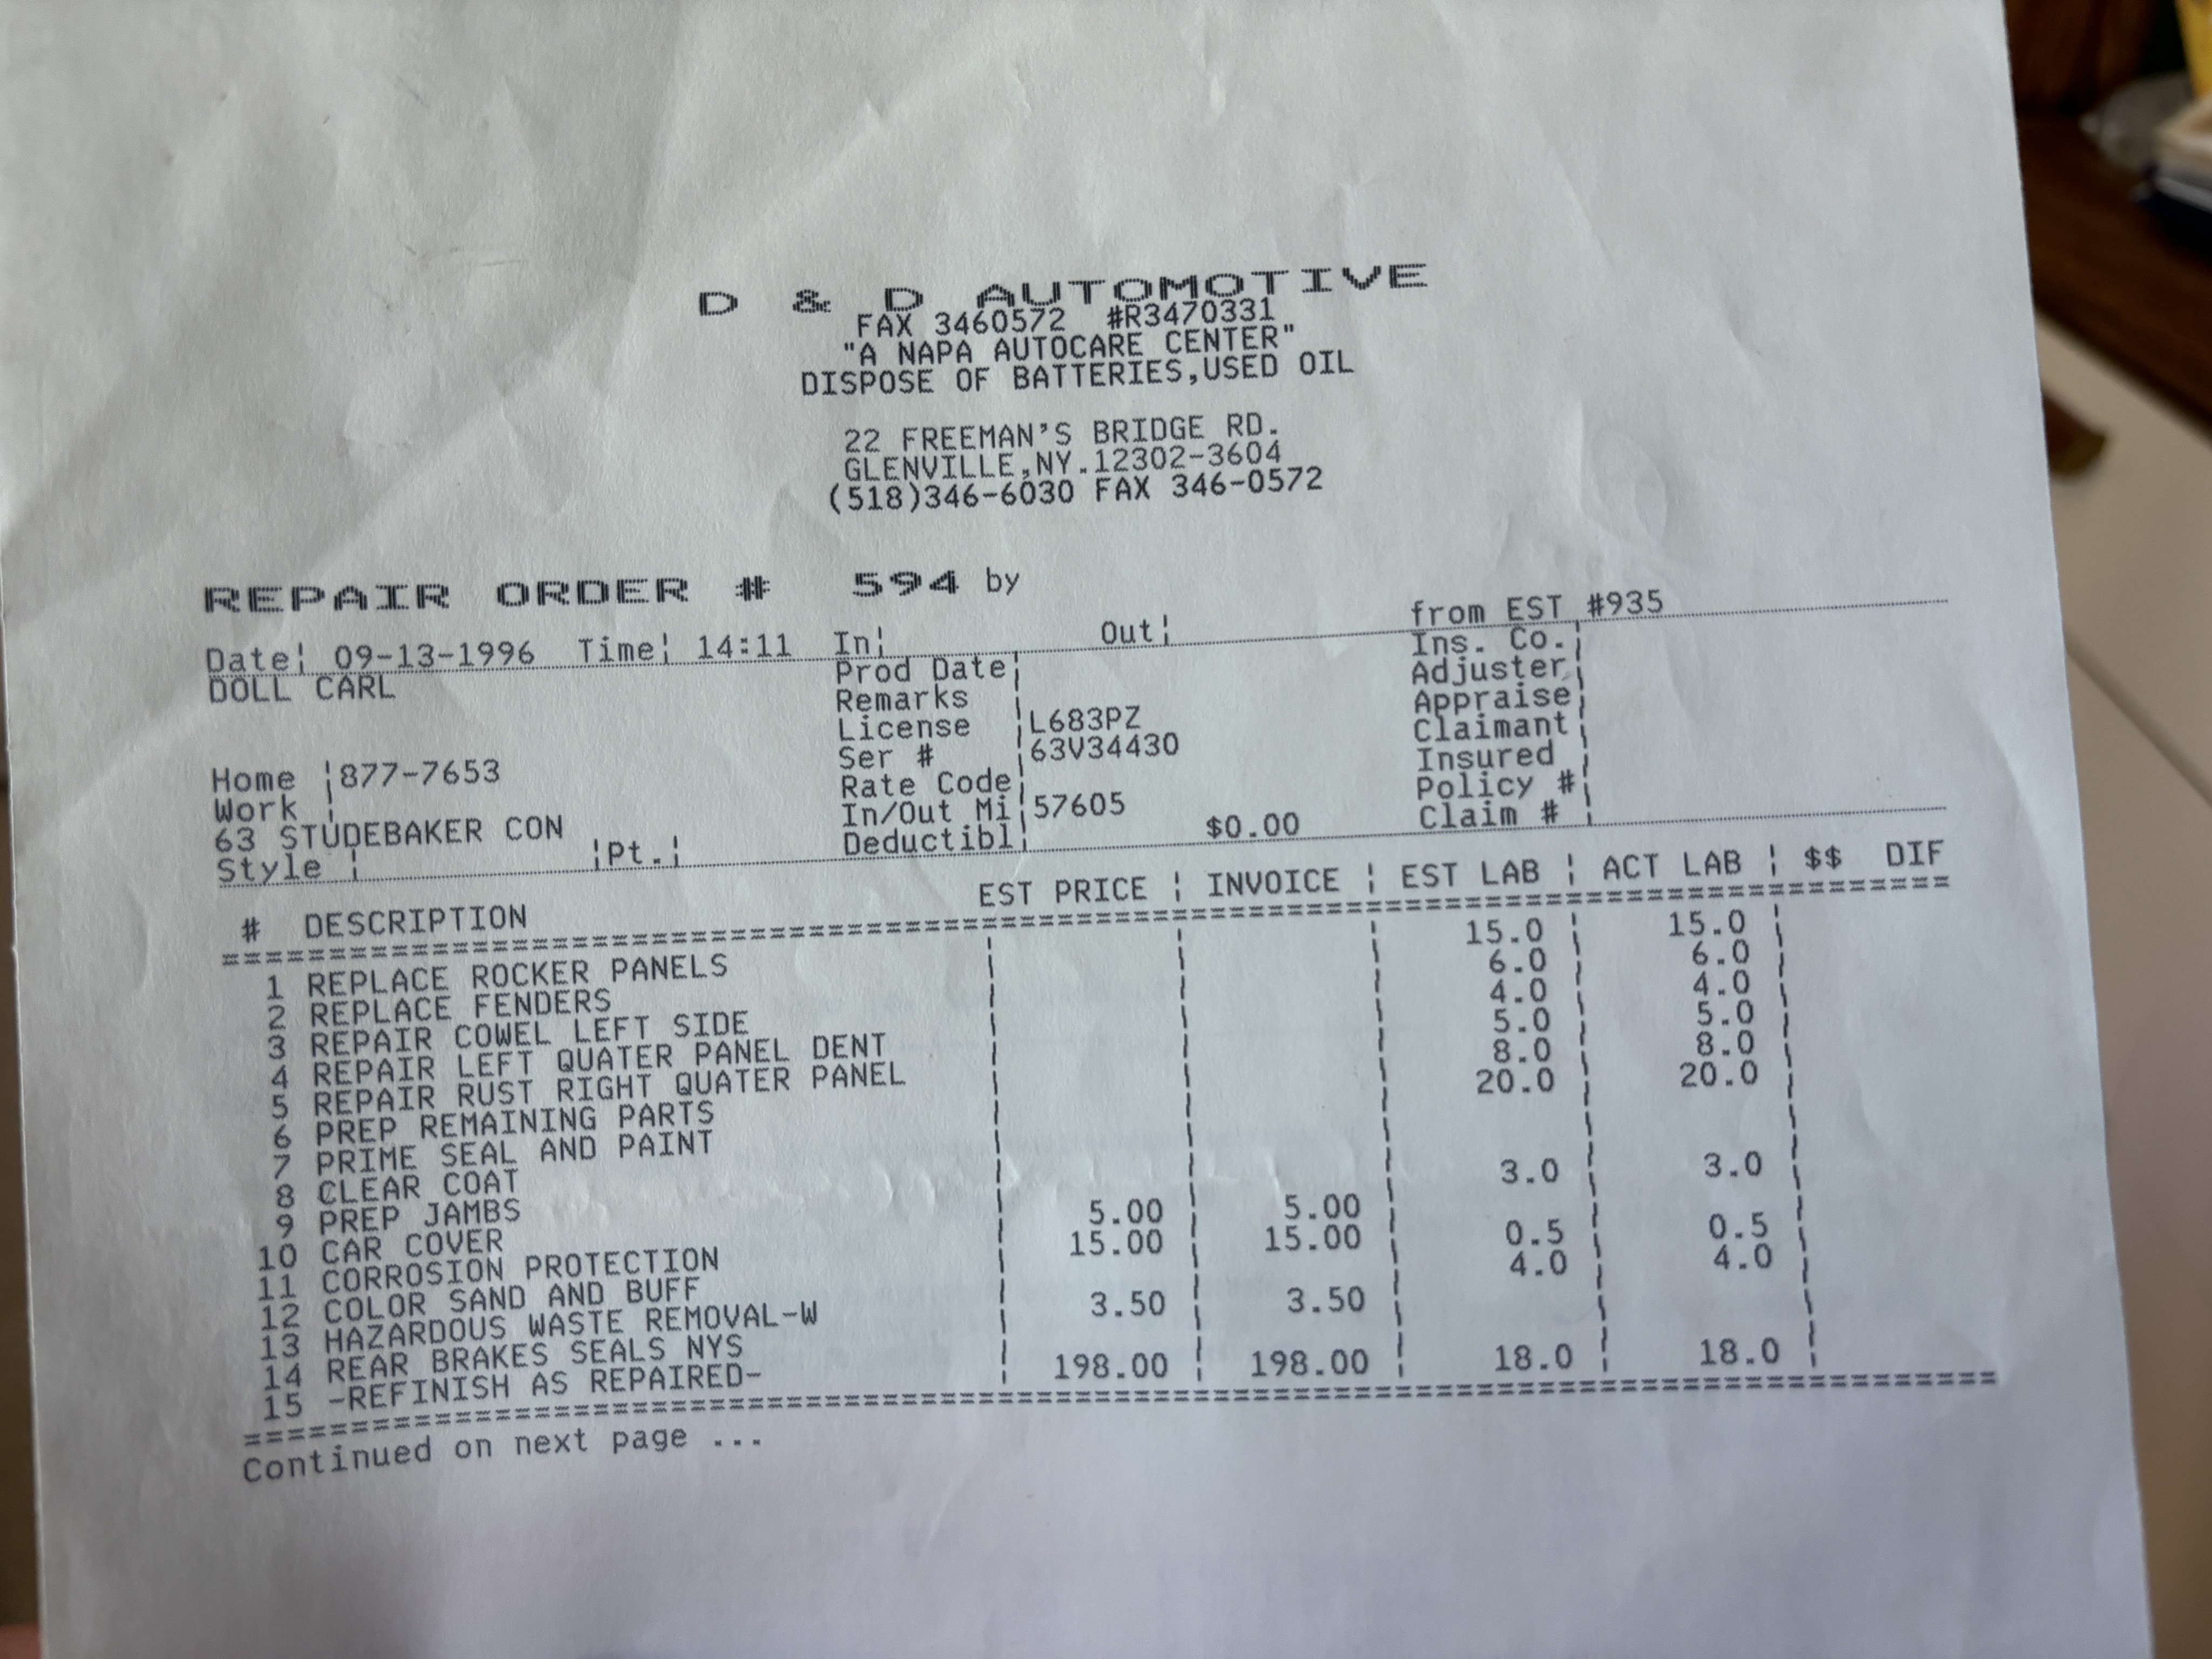 D & D AUTOMOTIVE
FAX 3460572 #R3470331
"A NAPA AUTOCARE CENTER"
DISPOSE OF BATTERIES,USED OIL
22 FREEMAN'S BRIDGE RD.
GLENVILLE,NY.12302-3604
(518)346-6030 FAX 346-0572
REPAIR ORDER # 594 by from EST #935
Date¦ 09-13-1996 Time¦ 14:11 In¦ Out¦
DOLL CARL Prod Date¦ Ins. Co.¦
Remarks ¦ Adjuster¦
License ¦L683PZ Appraise¦
Home ¦877-7653 Ser # ¦63V34430 Claimant¦
Work ¦ Rate Code¦ Insured ¦
63 STUDEBAKER CON In/Out Mi¦57605 Policy #¦
Style ¦ ¦Pt.¦ Deductibl¦ $0.00 Claim # ¦
# DESCRIPTION EST PRICE ¦ INVOICE ¦ EST LAB ¦ ACT LAB ¦ $$ DIF
1 REPLACE ROCKER PANELS 15.0 15.0
2 REPLACE FENDERS 6.0 6.0
3 REPAIR COWEL LEFT SIDE 4.0 4.0
4 REPAIR LEFT QUATER PANEL DENT 5.0 5.0
5 REPAIR RUST RIGHT QUATER PANEL 8.0 8.0
6 PREP REMAINING PARTS 20.0 20.0
7 PRIME SEAL AND PAINT
8 CLEAR COAT
9 PREP JAMBS 3.0 3.0
10 CAR COVER 5.00 5.00
11 CORROSION PROTECTION 15.00 15.00 0.5 0.5
12 COLOR SAND AND BUFF 4.0 4.0
13 HAZARDOUS WASTE REMOVAL-W 3.50 3.50
14 REAR BRAKES SEALS NYS
15 -REFINISH AS REPAIRED- 198.00 198.00 18.0 18.0
Continued on next page ...